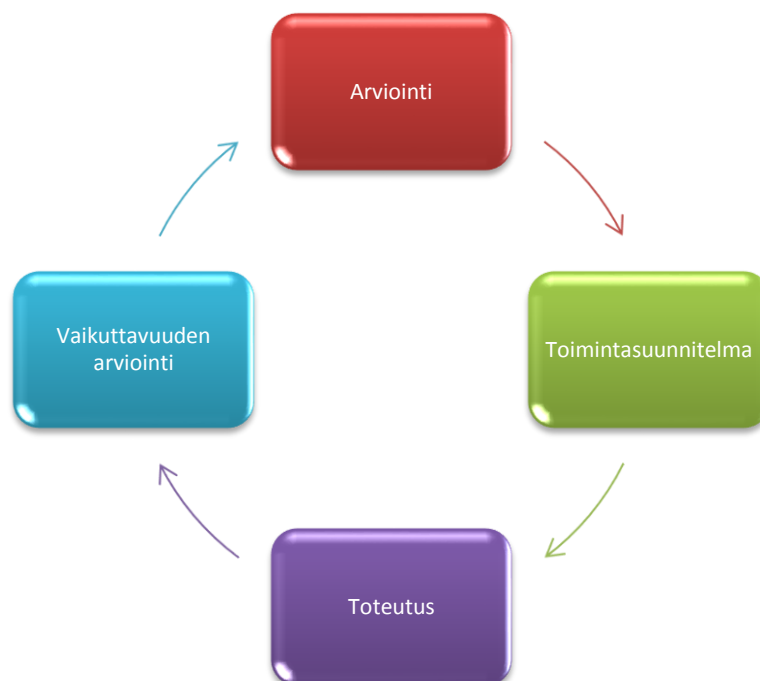 Arviointi
Toimintasuunnitelma
Toteutus
Vaikuttavuuden
arviointi